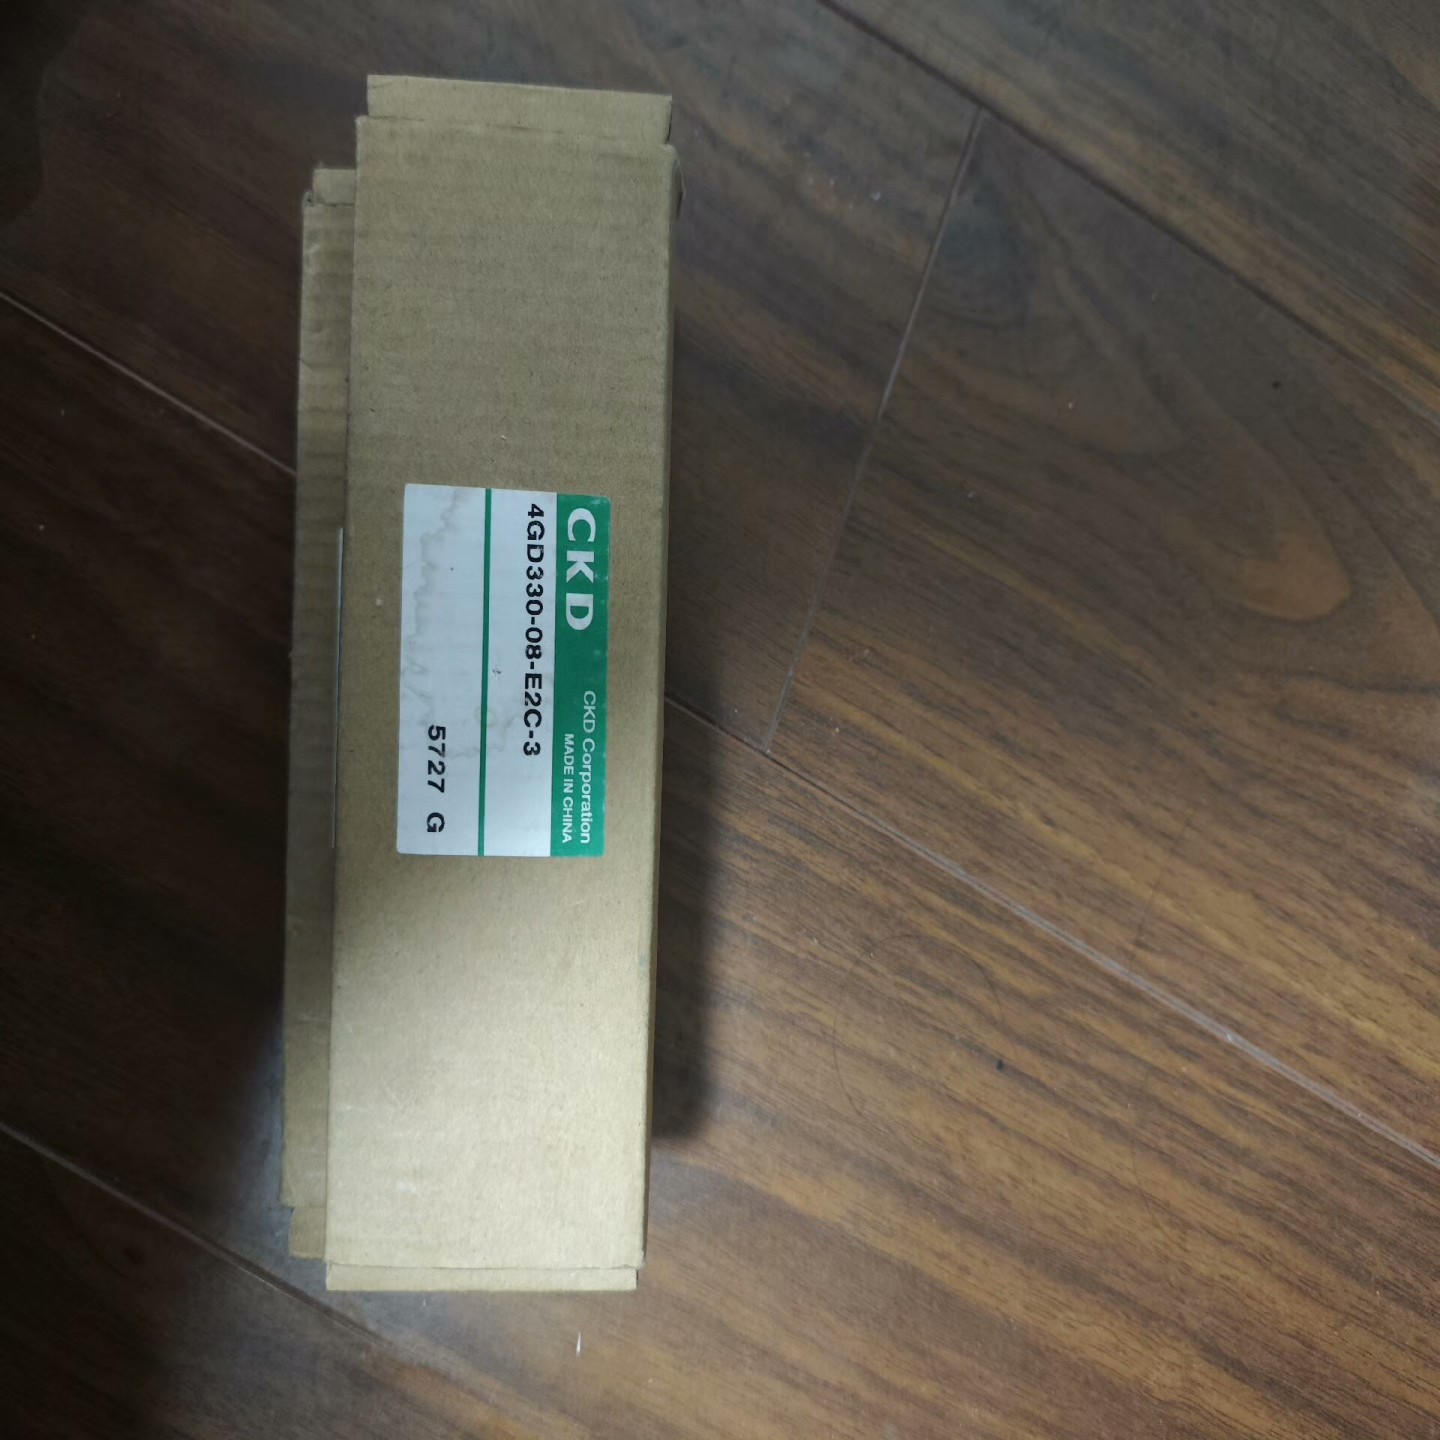 CKD
CKD Corporation
MADE IN CHINA
4GD330-08-E2C-3
5727 G